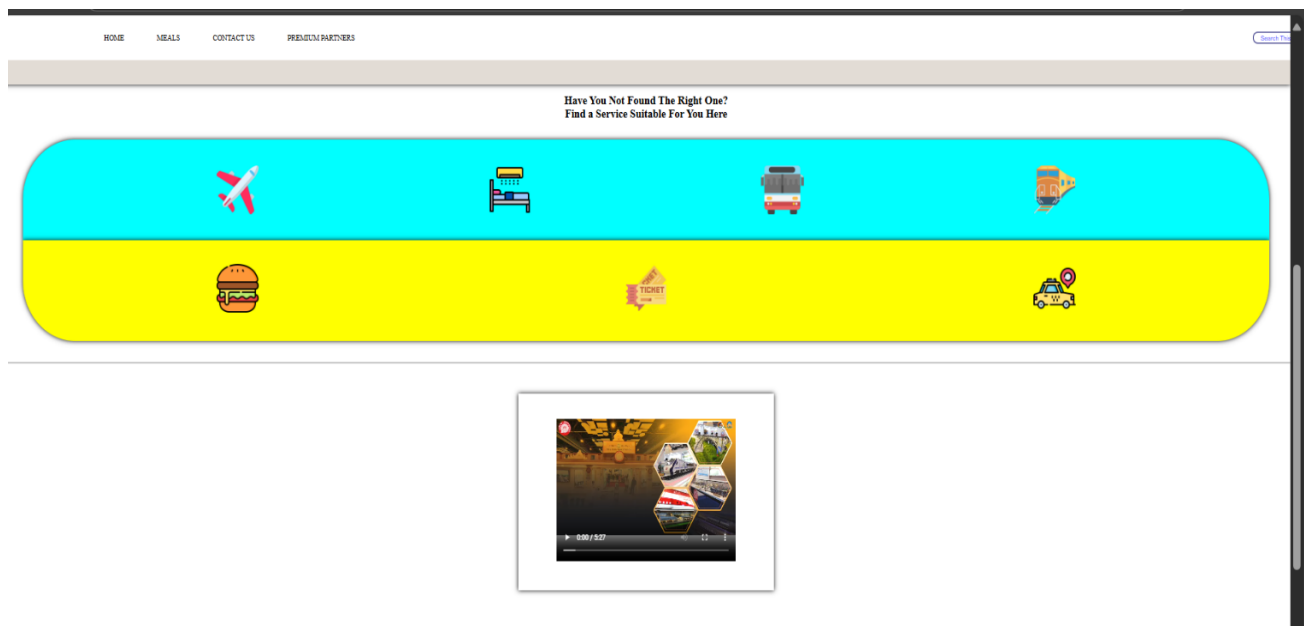 HOME MEALS CONTACT US PREMIUM PARTNERS
Search This
Have You Not Found The Right One?
Find a Service Suitable For You Here
TICKET
0:00 / 5:27